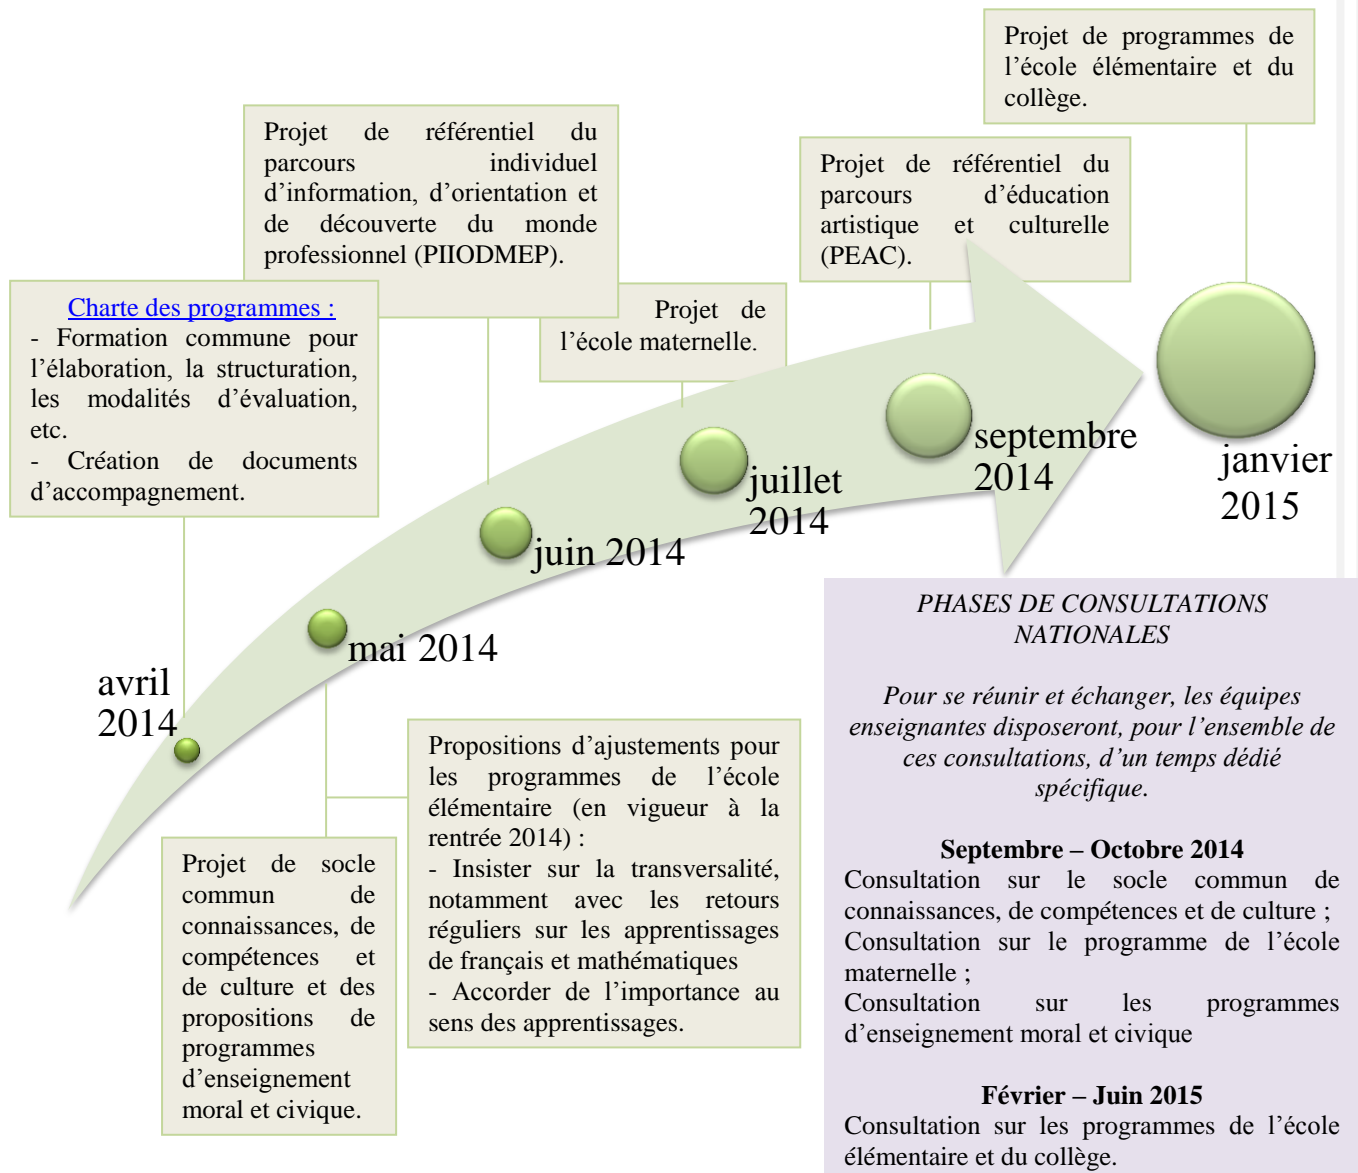 Projet de programmes de
l’école élémentaire et du
collège.
Projet de référentiel du
parcours individuel
d’information, d’orientation et
de découverte du monde
professionnel (PIIODMEP).
Projet de référentiel du
parcours d’éducation
artistique et culturelle
(PEAC).
Charte des programmes :
- Formation commune pour
l’élaboration, la structuration,
les modalités d’évaluation,
etc.
- Création de documents
d’accompagnement.
Projet de
l’école maternelle.
avril
2014
mai 2014
juin 2014
juillet
2014
septembre
2014
janvier
2015
Projet de socle
commun de
connaissances, de
compétences et
de culture et des
propositions de
programmes
d’enseignement
moral et civique.
Propositions d’ajustements pour
les programmes de l’école
élémentaire (en vigueur à la
rentrée 2014) :
- Insister sur la transversalité,
notamment avec les retours
réguliers sur les apprentissages
de français et mathématiques
- Accorder de l’importance au
sens des apprentissages.
PHASES DE CONSULTATIONS
NATIONALES
Pour se réunir et échanger, les équipes
enseignantes disposeront, pour l’ensemble de
ces consultations, d’un temps dédié
spécifique.
Septembre – Octobre 2014
Consultation sur le socle commun de
connaissances, de compétences et de culture ;
Consultation sur le programme de l’école
maternelle ;
Consultation sur les programmes
d’enseignement moral et civique
Février – Juin 2015
Consultation sur les programmes de l’école
élémentaire et du collège.